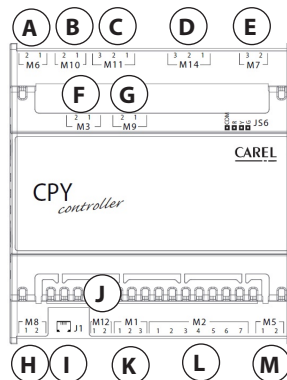 A B C D E
2 1 2 1 3 2 1 3 2 1 3 2
M6 M10 M11 M14 M7
F G
2 1 2 1
M3 M9
COM R Y G JS6
CAREL
CPY
controller
J
M8 J1 M12 M1 M2 M5
1 2 1 2 1 2 3 1 2 3 4 5 6 7 1 2
H I K L M